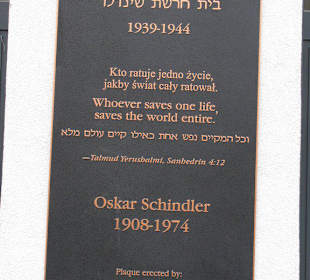 בית חרשת שינדלר
1939-1944
Kto ratuje jedno życie,
jakby świat cały ratował.
Whoever saves one life,
saves the world entire.
וכל המקיים נפש אחת כאילו קיים עולם מלא
—Talmud Yerushalmi, Sanhedrin 4:12
Oskar Schindler
1908-1974
Plaque erected by: